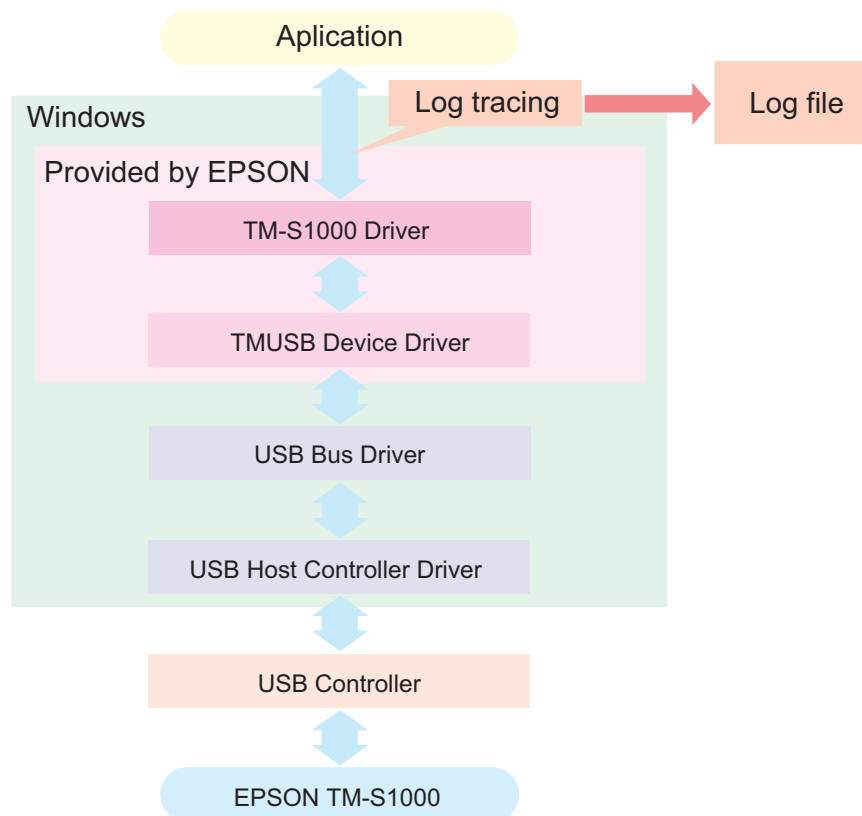 Aplication
Log tracing
Log file
Windows
Provided by EPSON
TM-S1000 Driver
TMUSB Device Driver
USB Bus Driver
USB Host Controller Driver
USB Controller
EPSON TM-S1000